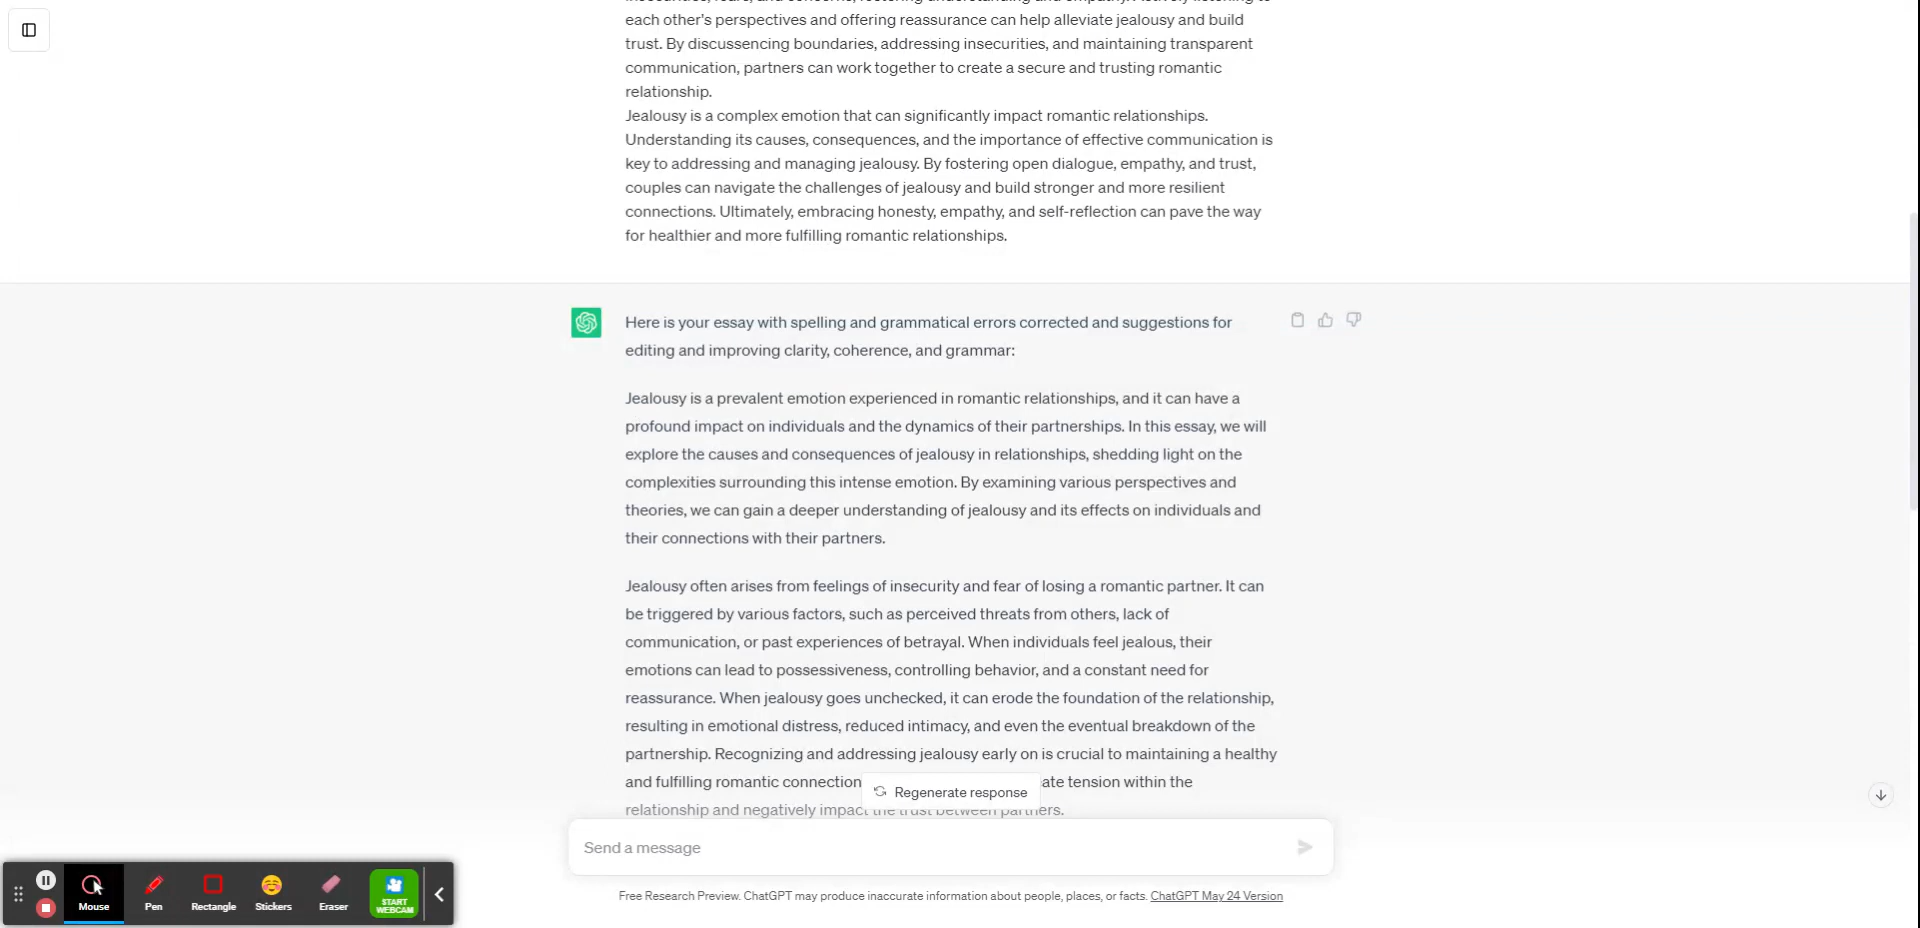 insecurities, fears, and concerns, fostering understanding and empathy. Actively listening to
each other's perspectives and offering reassurance can help alleviate jealousy and build
trust. By discussencing boundaries, addressing insecurities, and maintaining transparent
communication, partners can work together to create a secure and trusting romantic
relationship.
Jealousy is a complex emotion that can significantly impact romantic relationships.
Understanding its causes, consequences, and the importance of effective communication is
key to addressing and managing jealousy. By fostering open dialogue, empathy, and trust,
couples can navigate the challenges of jealousy and build stronger and more resilient
connections. Ultimately, embracing honesty, empathy, and self-reflection can pave the way
for healthier and more fulfilling romantic relationships.
Here is your essay with spelling and grammatical errors corrected and suggestions for
editing and improving clarity, coherence, and grammar:
Jealousy is a prevalent emotion experienced in romantic relationships, and it can have a
profound impact on individuals and the dynamics of their partnerships. In this essay, we will
explore the causes and consequences of jealousy in relationships, shedding light on the
complexities surrounding this intense emotion. By examining various perspectives and
theories, we can gain a deeper understanding of jealousy and its effects on individuals and
their connections with their partners.
Jealousy often arises from feelings of insecurity and fear of losing a romantic partner. It can
be triggered by various factors, such as perceived threats from others, lack of
communication, or past experiences of betrayal. When individuals feel jealous, their
emotions can lead to possessiveness, controlling behavior, and a constant need for
reassurance. When jealousy goes unchecked, it can erode the foundation of the relationship,
resulting in emotional distress, reduced intimacy, and even the eventual breakdown of the
partnership. Recognizing and addressing jealousy early on is crucial to maintaining a healthy
and fulfilling romantic connection ate tension within the
Regenerate response
relationship and negatively impact the trust between partners.
Send a message
Free Research Preview. ChatGPT may produce inaccurate information about people, places, or facts. ChatGPT May 24 Version
Mouse
Pen
Rectangle
Stickers
Eraser
START
WEBCAM